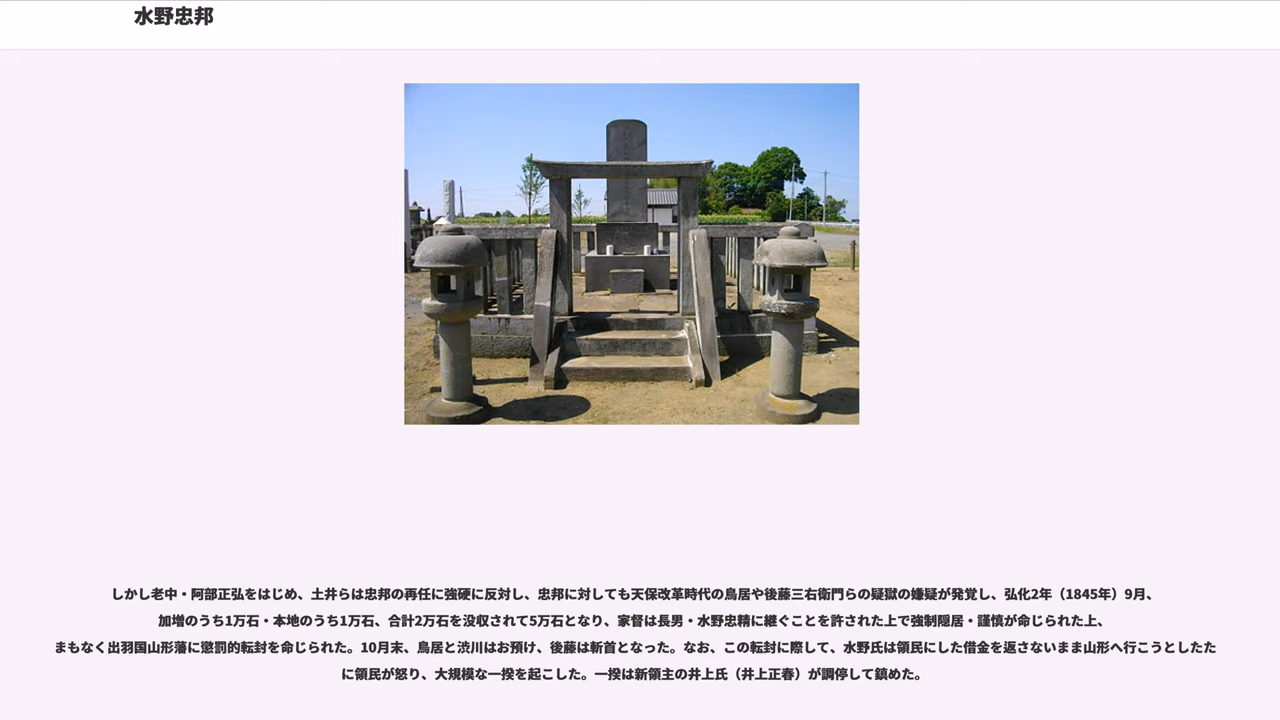 水野忠邦
しかし老中・阿部正弘をはじめ、土井らは忠邦の再任に強硬に反対し、忠邦に対しても天保改革時代の鳥居や後藤三右衛門らの疑獄の嫌疑が発覚し、弘化2年（1845年）9月、
加増のうち1万石・本地のうち1万石、合計2万石を没収されて5万石となり、家督は長男・水野忠精に継ぐことを許された上で強制隠居・謹慎が命じられた上、
まもなく出羽国山形藩に懲罰的転封を命じられた。10月末、鳥居と渋川はお預け、後藤は斬首となった。なお、この転封に際して、水野氏は領民にした借金を返さないまま山形へ行こうとしたた
に領民が怒り、大規模な一揆を起こした。一揆は新領主の井上氏（井上正春）が調停して鎮めた。